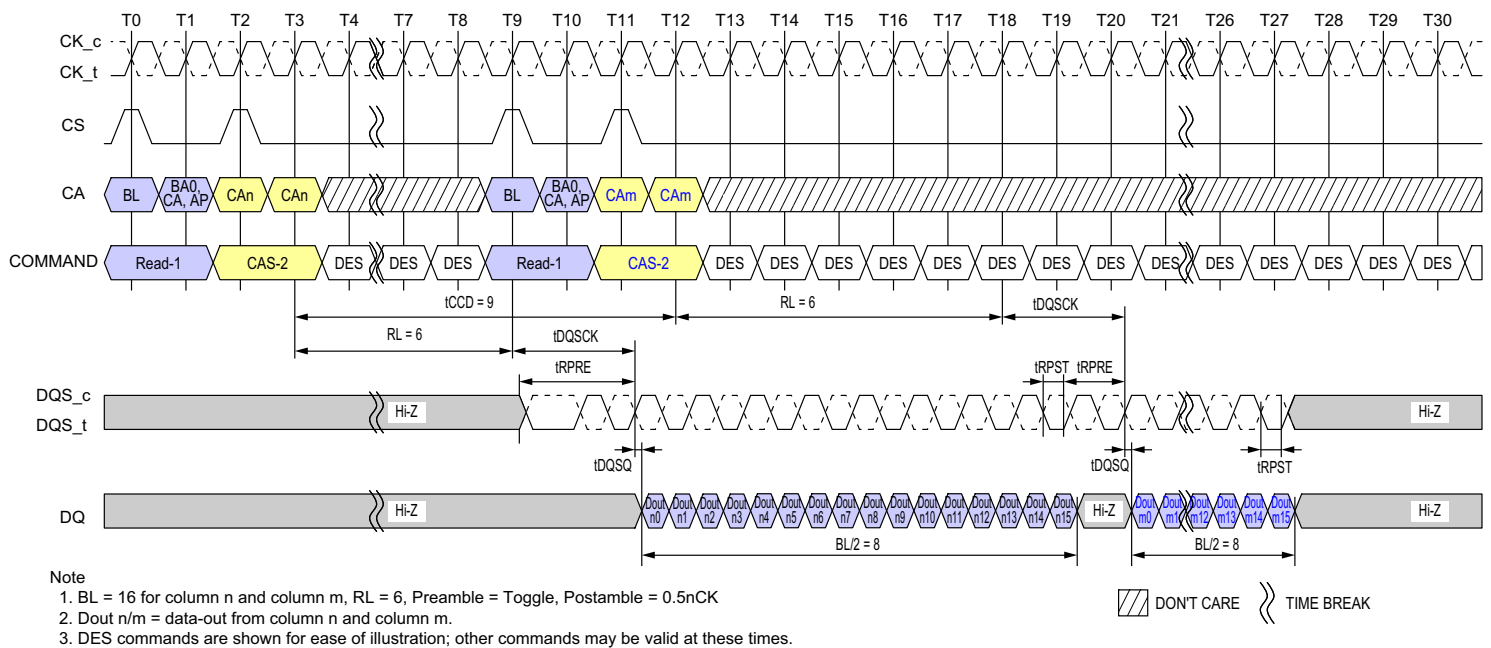 T0 T1 T2 T3 T4 T7 T8 T9 T10 T11 T12 T13 T14 T15 T16 T17 T18 T19 T20 T21 T26 T27 T28 T29 T30
CK_c
CK_t
CS
CA BL BA0, CA, AP CAn CAn BL BA0, CA, AP CAm CAm
COMMAND Read-1 CAS-2 DES DES DES Read-1 CAS-2 DES DES DES DES DES DES DES DES DES DES DES DES DES DES
tCCD = 9 RL = 6 tDQSCK
RL = 6 tDQSCK
tRPRE tRPST tRPRE
DQS_c
DQS_t
Hi-Z Hi-Z
tDQSQ tDQSQ tRPST
DQ Hi-Z Dout n0 Dout n1 Dout n2 Dout n3 Dout n4 Dout n5 Dout n6 Dout n7 Dout n8 Dout n9 Dout n10 Dout n11 Dout n12 Dout n13 Dout n14 Dout n15 Hi-Z Dout m0 Dout m1 Dout m12 Dout m13 Dout m14 Dout m15 Hi-Z
BL/2 = 8 BL/2 = 8
Note
1. BL = 16 for column n and column m, RL = 6, Preamble = Toggle, Postamble = 0.5nCK
2. Dout n/m = data-out from column n and column m.
3. DES commands are shown for ease of illustration; other commands may be valid at these times.
DON'T CARE TIME BREAK